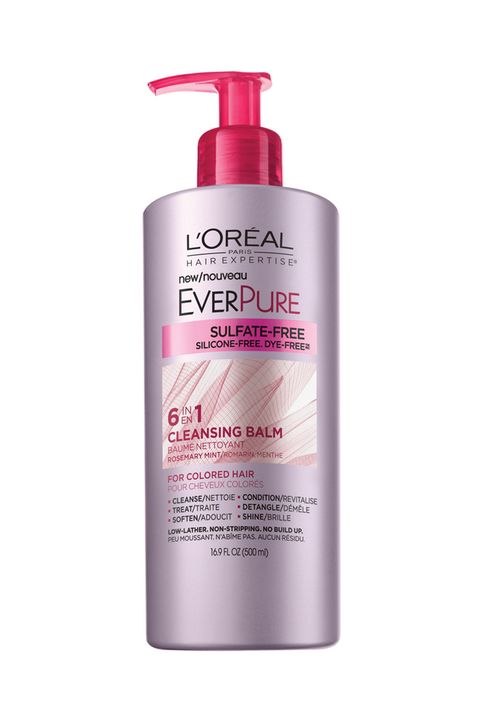 L'ORÉAL
PARIS
HAIR EXPERTISE®
new/nouveau
EVERPURE
SULFATE-FREE
SILICONE-FREE. DYE-FREE
6 IN EN 1
CLEANSING BALM
BAUME NETTOYANT
ROSEMARY MINT/ROMARIN/MENTHE
FOR COLORED HAIR
POUR CHEVEUX COLORÉS
▪ CLEANSE/NETTOIE ▪ CONDITION/REVITALISE
▪ TREAT/TRAITE ▪ DETANGLE/DÉMÊLE
▪ SOFTEN/ADOUCIT ▪ SHINE/BRILLE
LOW-LATHER. NON-STRIPPING. NO BUILD UP.
PEU MOUSSANT. N'ABÎME PAS. AUCUN RÉSIDU.
16.9 FL OZ (500 ml)